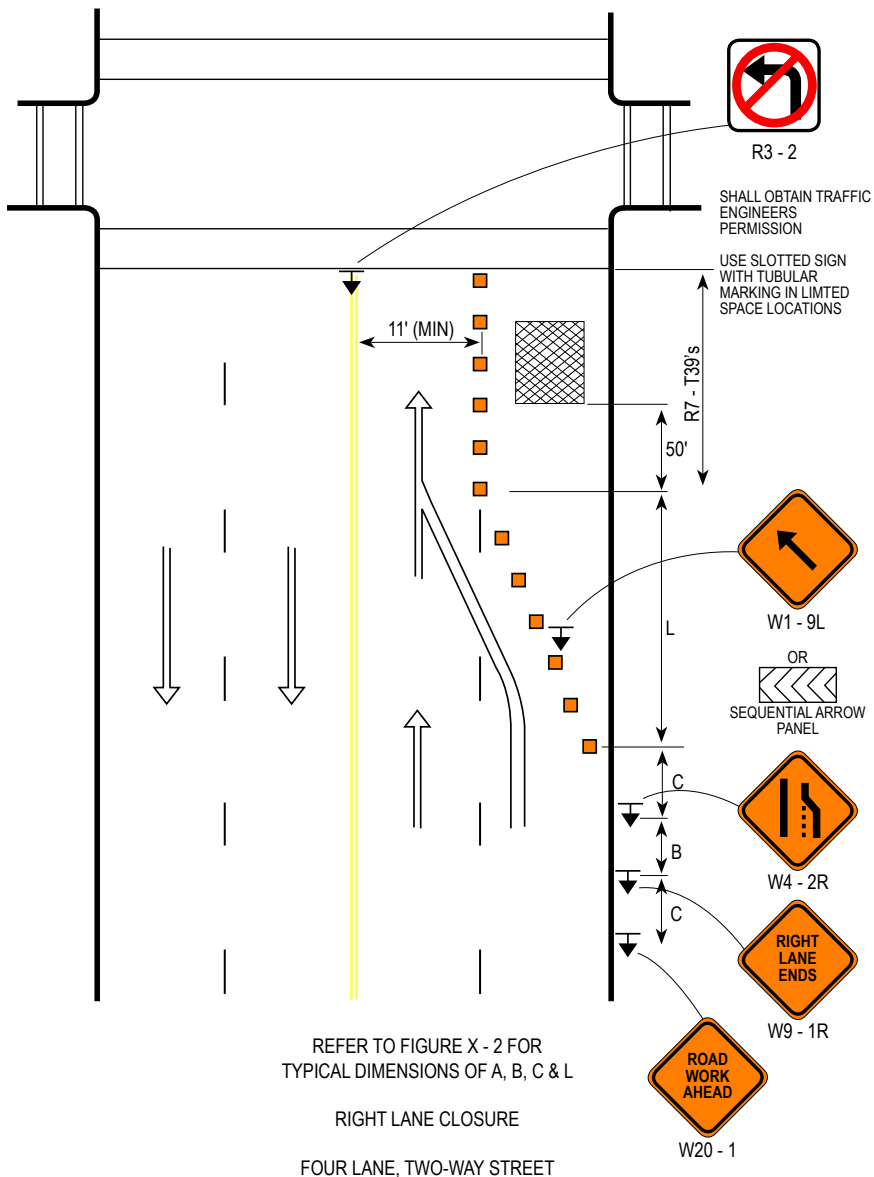 R3 - 2
SHALL OBTAIN TRAFFIC
ENGINEERS
PERMISSION
USE SLOTTED SIGN
WITH TUBULAR
MARKING IN LIMTED
SPACE LOCATIONS
11' (MIN)
R7 - T39's
50'
W1 - 9L
L
OR
SEQUENTIAL ARROW
PANEL
C
B
W4 - 2R
C
RIGHT
LANE
ENDS
W9 - 1R
REFER TO FIGURE X - 2 FOR
TYPICAL DIMENSIONS OF A, B, C & L
ROAD
WORK
AHEAD
RIGHT LANE CLOSURE
W20 - 1
FOUR LANE, TWO-WAY STREET